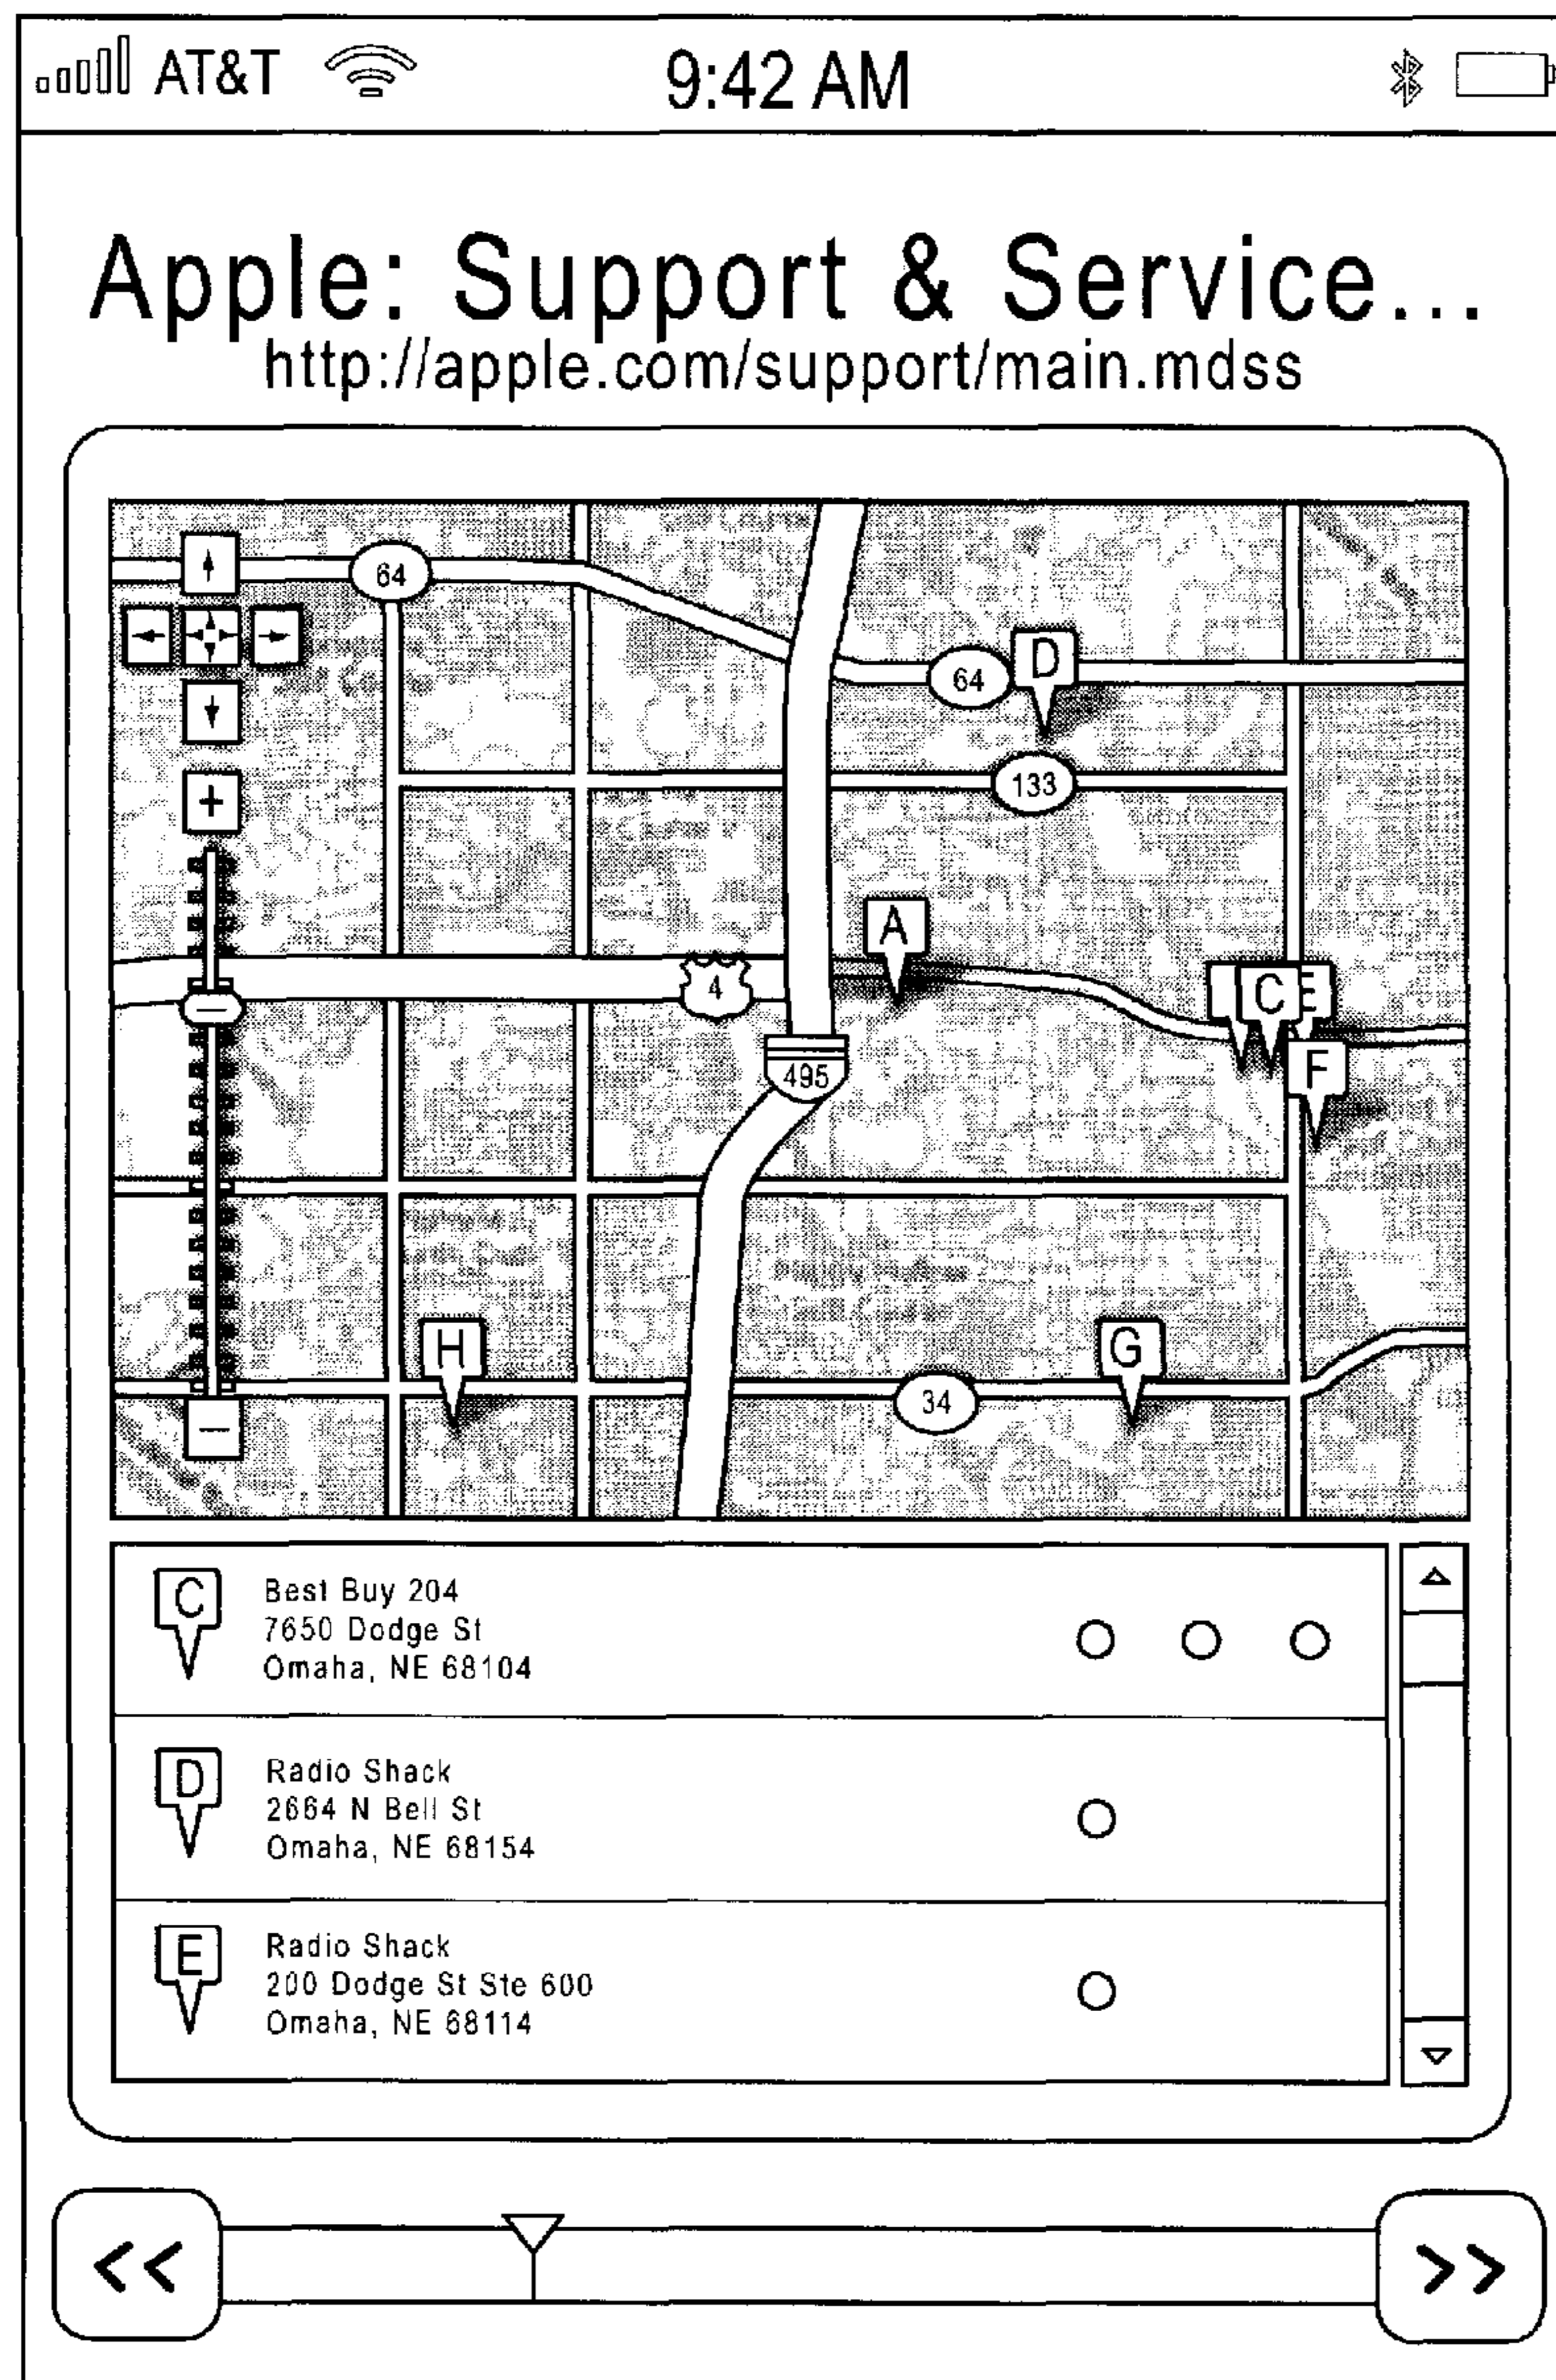 AT&T
9:42 AM
Apple: Support & Service...
http://apple.com/support/main.mdss
64
64
D
133
A
4
C
E
495
F
H
G
34
C
Best Buy 204
7650 Dodge St
Omaha, NE 68104
D
Radio Shack
2664 N Bell St
Omaha, NE 68154
E
Radio Shack
200 Dodge St Ste 600
Omaha, NE 68114
<<
>>